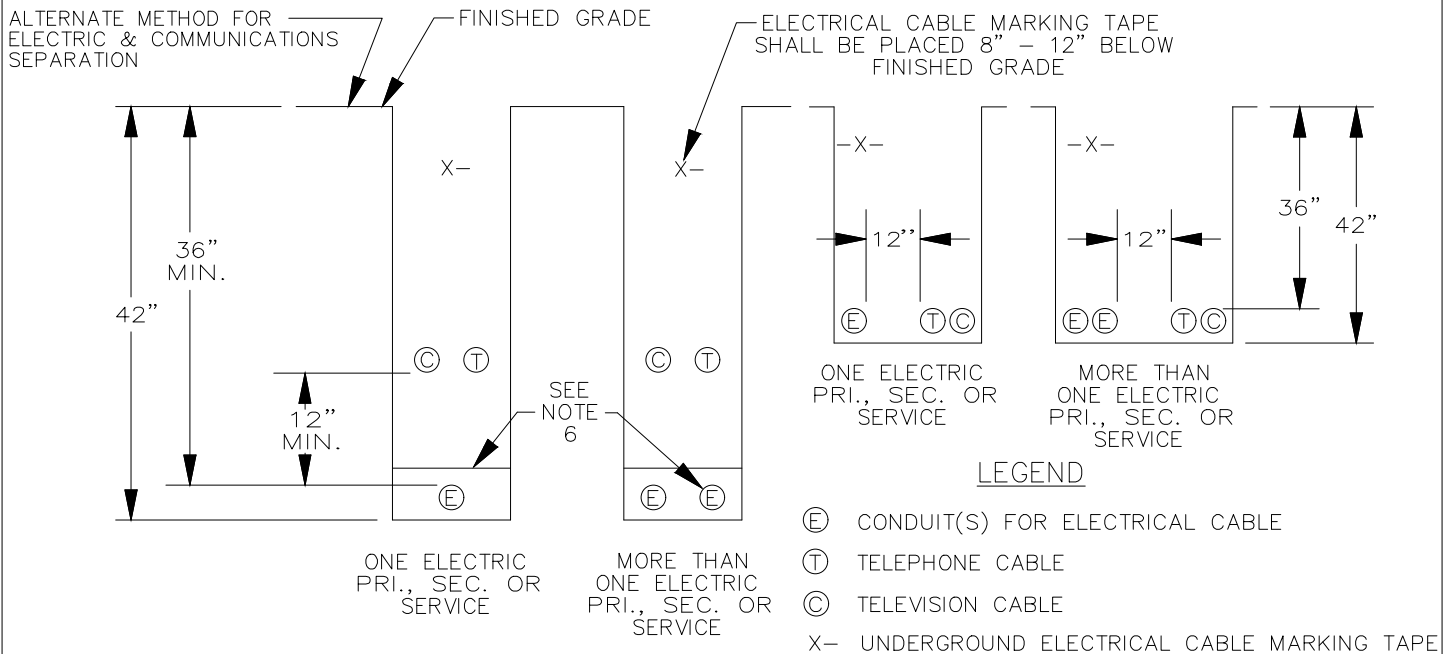 ALTERNATE METHOD FOR
ELECTRIC & COMMUNICATIONS
SEPARATION
FINISHED GRADE
ELECTRICAL CABLE MARKING TAPE
SHALL BE PLACED 8" – 12" BELOW
FINISHED GRADE
X–
X–
–X–
–X–
42"
36"
MIN.
12"
MIN.
12"
12"
36"
42"
C T
C T
E
E E
E T C
E E T C
SEE
NOTE
6
ONE ELECTRIC
PRI., SEC. OR
SERVICE
MORE THAN
ONE ELECTRIC
PRI., SEC. OR
SERVICE
ONE ELECTRIC
PRI., SEC. OR
SERVICE
MORE THAN
ONE ELECTRIC
PRI., SEC. OR
SERVICE
LEGEND
E CONDUIT(S) FOR ELECTRICAL CABLE
T TELEPHONE CABLE
C TELEVISION CABLE
X– UNDERGROUND ELECTRICAL CABLE MARKING TAPE